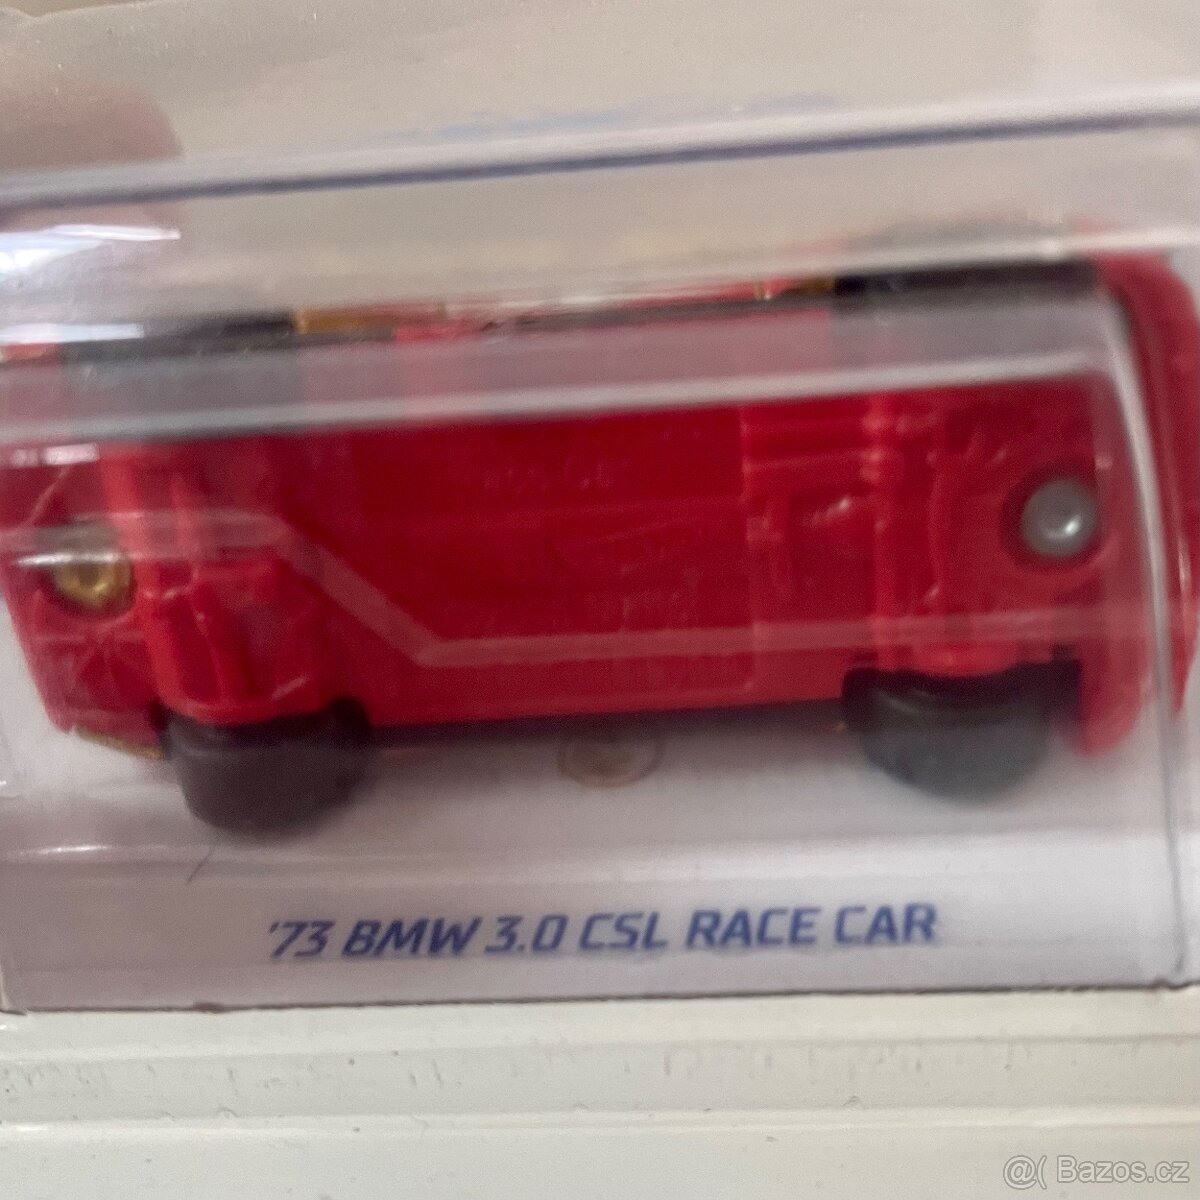 '73 BMW 3.0 CSL RACE CAR
@( Bazos.cz